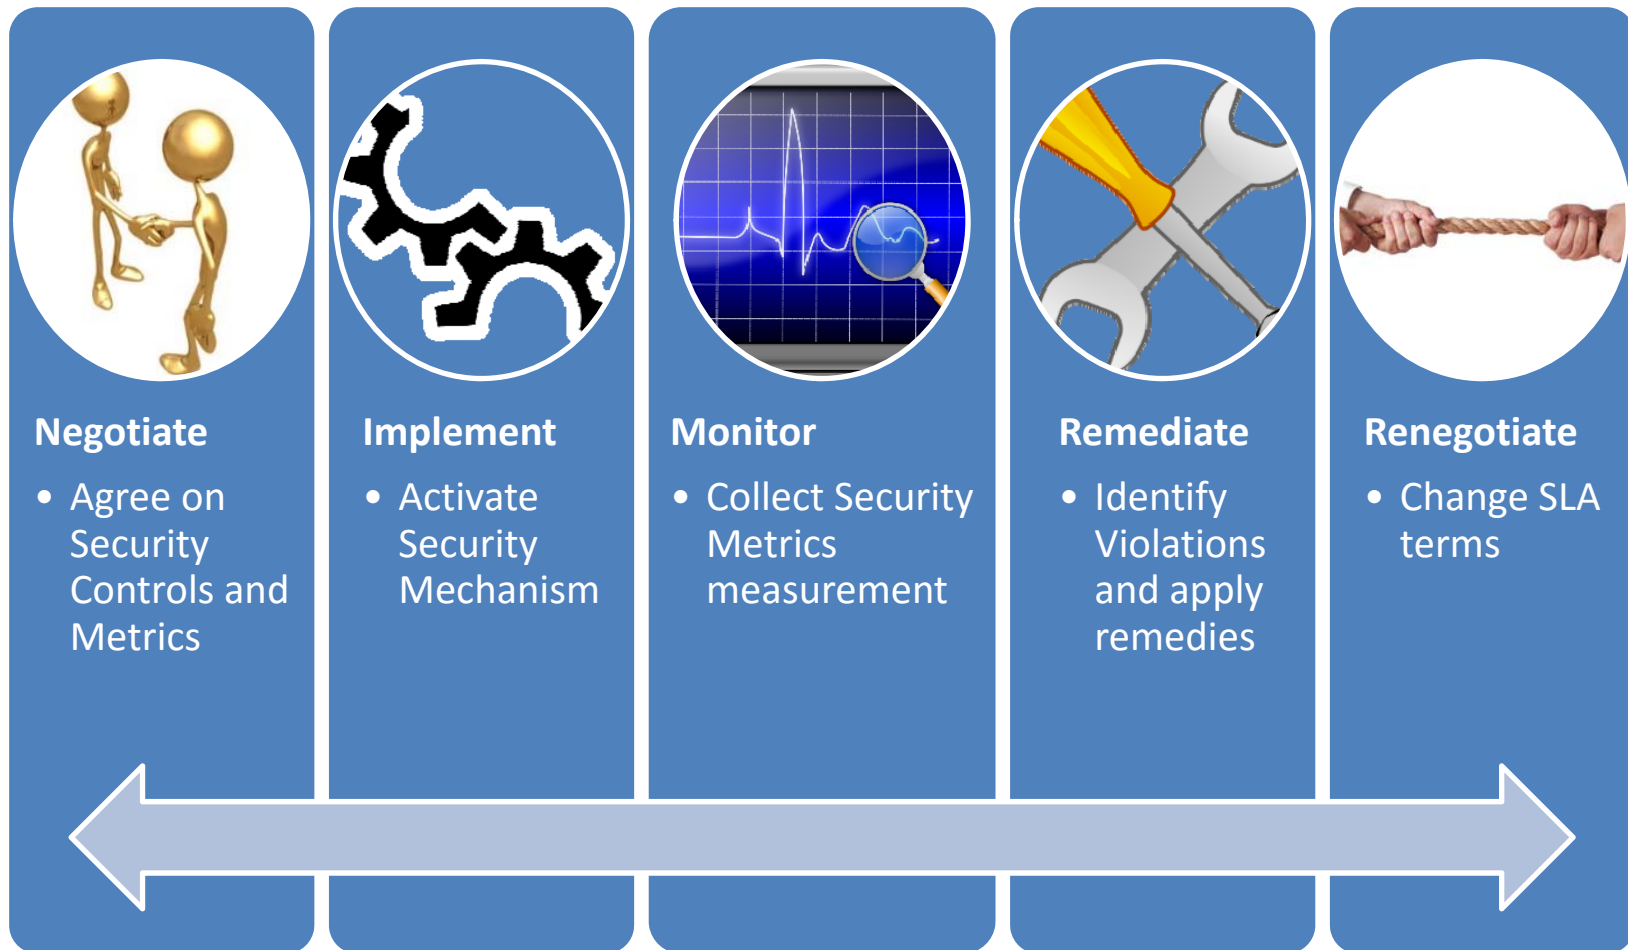 Negotiate
• Agree on
Security
Controls and
Metrics
Implement
• Activate
Security
Mechanism
Monitor
• Collect Security
Metrics
measurement
Remediate
• Identify
Violations
and apply
remedies
Renegotiate
• Change SLA
terms